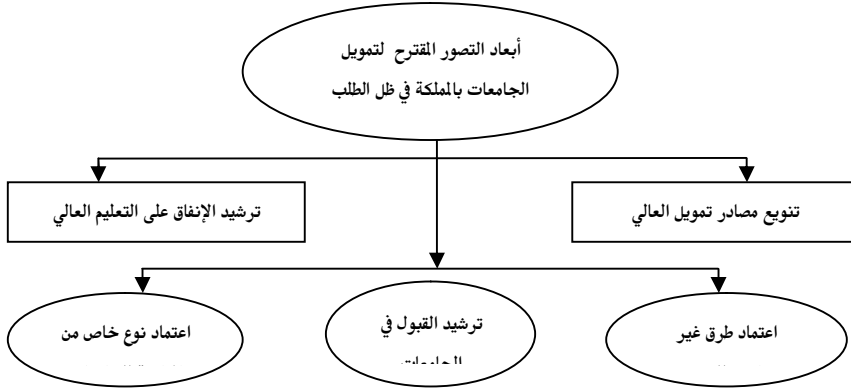 أبعاد التصور المقترح لتمويل
الجامعات بالمملكة في ظل الطلب
تنويع مصادر تمويل العالي
ترشيد الإنفاق على التعليم العالي
اعتماد طرق غير
ترشيد القبول في
الجامعات
اعتماد نوع خاص من